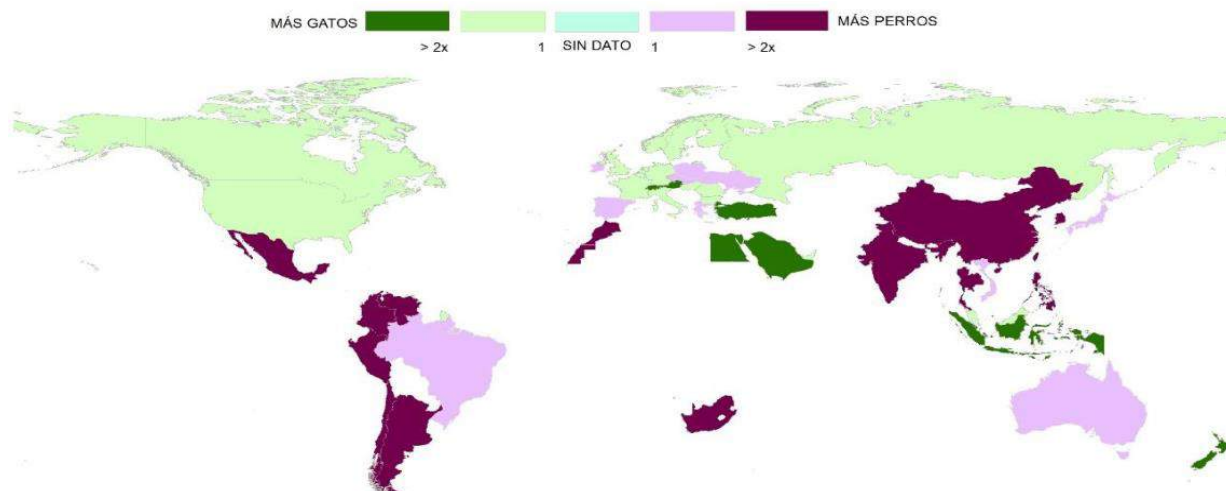 MÁS GATOS MÁS PERROS
> 2x 1 SIN DATO 1 > 2x